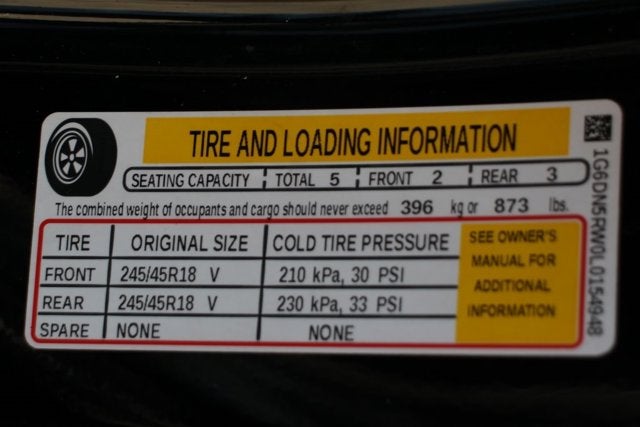 TIRE AND LOADING INFORMATION
SEATING CAPACITY TOTAL 5 FRONT 2 REAR 3
The combined weight of occupants and cargo should never exceed 396 kg or 873 lbs.
TIRE ORIGINAL SIZE COLD TIRE PRESSURE
FRONT 245/45R18 V 210 kPa, 30 PSI
REAR 245/45R18 V 230 kPa, 33 PSI
SPARE NONE NONE
SEE OWNER'S
MANUAL FOR
ADDITIONAL
INFORMATION
1G6DN5RW0L0154948